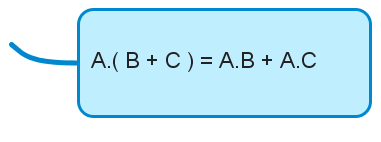 A.( B + C ) = A.B + A.C